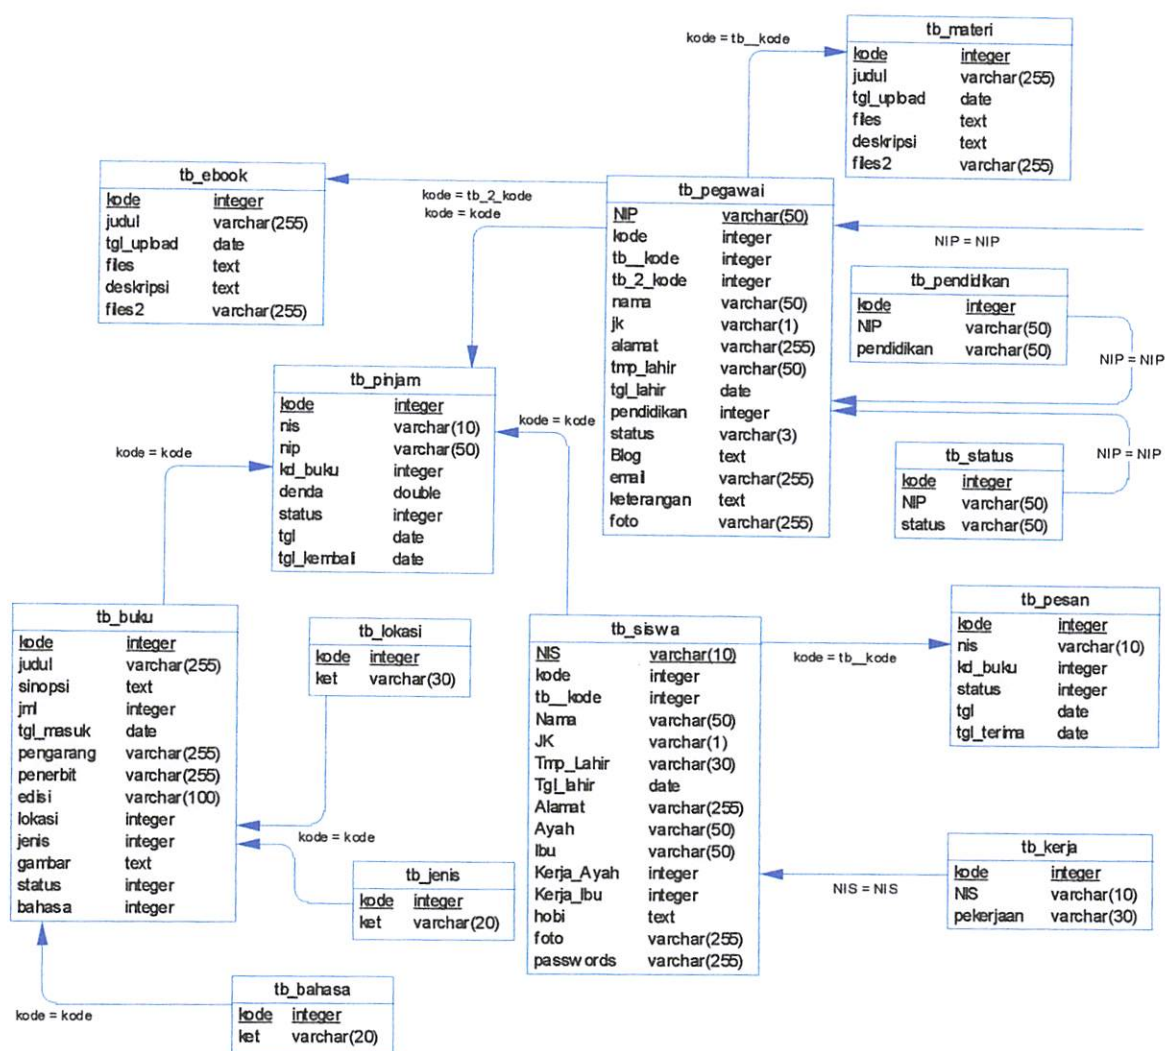 kode = tb__kode
tb_materi
kode integer
judul varchar(255)
tgl_upbad date
files text
deskripsi text
files2 varchar(255)
tb_ebook
kode integer
judul varchar(255)
tgl_upbad date
files text
deskripsi text
files2 varchar(255)
kode = tb_2_kode
kode = kode
tb_pegawai
NIP varchar(50)
kode integer
tb__kode integer
tb_2_kode integer
nama varchar(50)
jk varchar(1)
alamat varchar(255)
tmp_lahir varchar(50)
tgl_lahir date
pendidikan integer
status varchar(3)
Blog text
email varchar(255)
keterangan text
foto varchar(255)
NIP = NIP
tb_pendidikan
kode integer
NIP varchar(50)
pendidikan varchar(50)
NIP = NIP
NIP = NIP
tb_status
kode integer
NIP varchar(50)
status varchar(50)
tb_pinjam
kode integer
nis varchar(10)
nip varchar(50)
kd_buku integer
denda double
status integer
tgl date
tgl_kembali date
kode = kode
kode = kode
tb_buku
kode integer
judul varchar(255)
sinopsi text
jml integer
tgl_masuk date
pengarang varchar(255)
penerbit varchar(255)
edisi varchar(100)
lokasi integer
jenis integer
gambar text
status integer
bahasa integer
tb_lokasi
kode integer
ket varchar(30)
kode = kode
tb_jenis
kode integer
ket varchar(20)
kode = kode
tb_bahasa
kode integer
ket varchar(20)
tb_siswa
NIS varchar(10)
kode integer
tb__kode integer
Nama varchar(50)
JK varchar(1)
Tmp_Lahir varchar(30)
Tgl_lahir date
Alamat varchar(255)
Ayah varchar(50)
Ibu varchar(50)
Kerja_Ayah integer
Kerja_Ibu integer
hobi text
foto varchar(255)
passwords varchar(255)
kode = tb__kode
tb_pesan
kode integer
nis varchar(10)
kd_buku integer
status integer
tgl date
tgl_terima date
NIS = NIS
tb_kerja
kode integer
NIS varchar(10)
pekerjaan varchar(30)